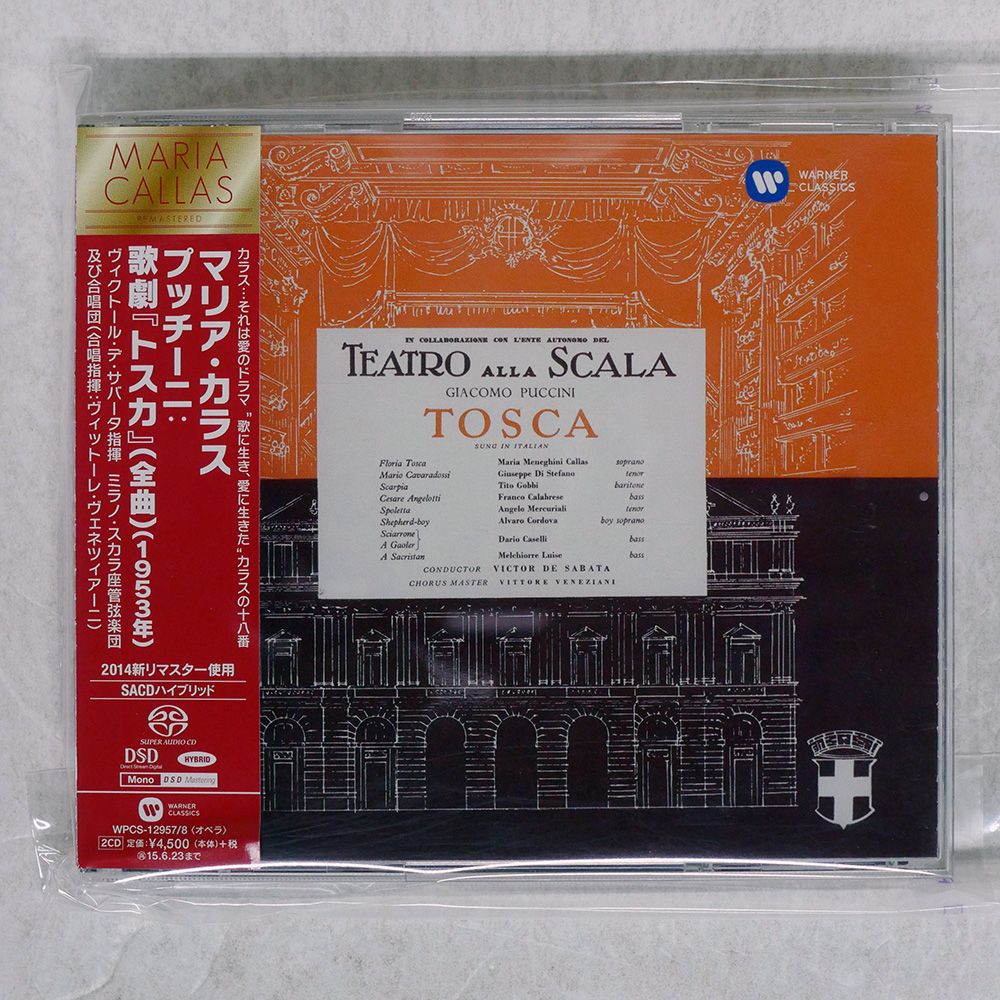 MARIA
CALLAS
REMASTERED
カラス…それは愛のドラマ “歌に生き、愛に生きた”カラスの十八番
マリア・カラス
プッチーニ:
歌劇『トスカ』(全曲)(1953年)
ヴィクトール・デ・サバータ指揮 ミラノ・スカラ座管弦楽団
及び合唱団(合唱指揮:ヴィットーレ・ヴェネツィアーニ)
2014新リマスター使用
SACDハイブリッド
SUPER AUDIO CD
DSD
Direct Stream Digital
HYBRID
Mono DSD Mastering
WARNER
CLASSICS
WPCS-12957/8〈オペラ〉
2CD 定価:¥4,500(本体)+税
再15.6.23まで
WARNER
CLASSICS
IN COLLABORAZIONE CON L'ENTE AUTONOMO DEL
TEATRO ALLA SCALA
GIACOMO PUCCINI
TOSCA
SUNG IN ITALIAN
Floria Tosca Maria Meneghini Callas soprano
Mario Cavaradossi Giuseppe Di Stefano tenor
Scarpia Tito Gobbi baritone
Cesare Angelotti Franco Calabrese bass
Spoletta Angelo Mercuriali tenor
Shepherd-boy Alvaro Cordova boy soprano
Sciarrone
A Gaoler} Dario Caselli bass
A Sacristan Melchiorre Luise bass
CONDUCTOR VICTOR DE SABATA
CHORUS MASTER VITTORE VENEZIANI